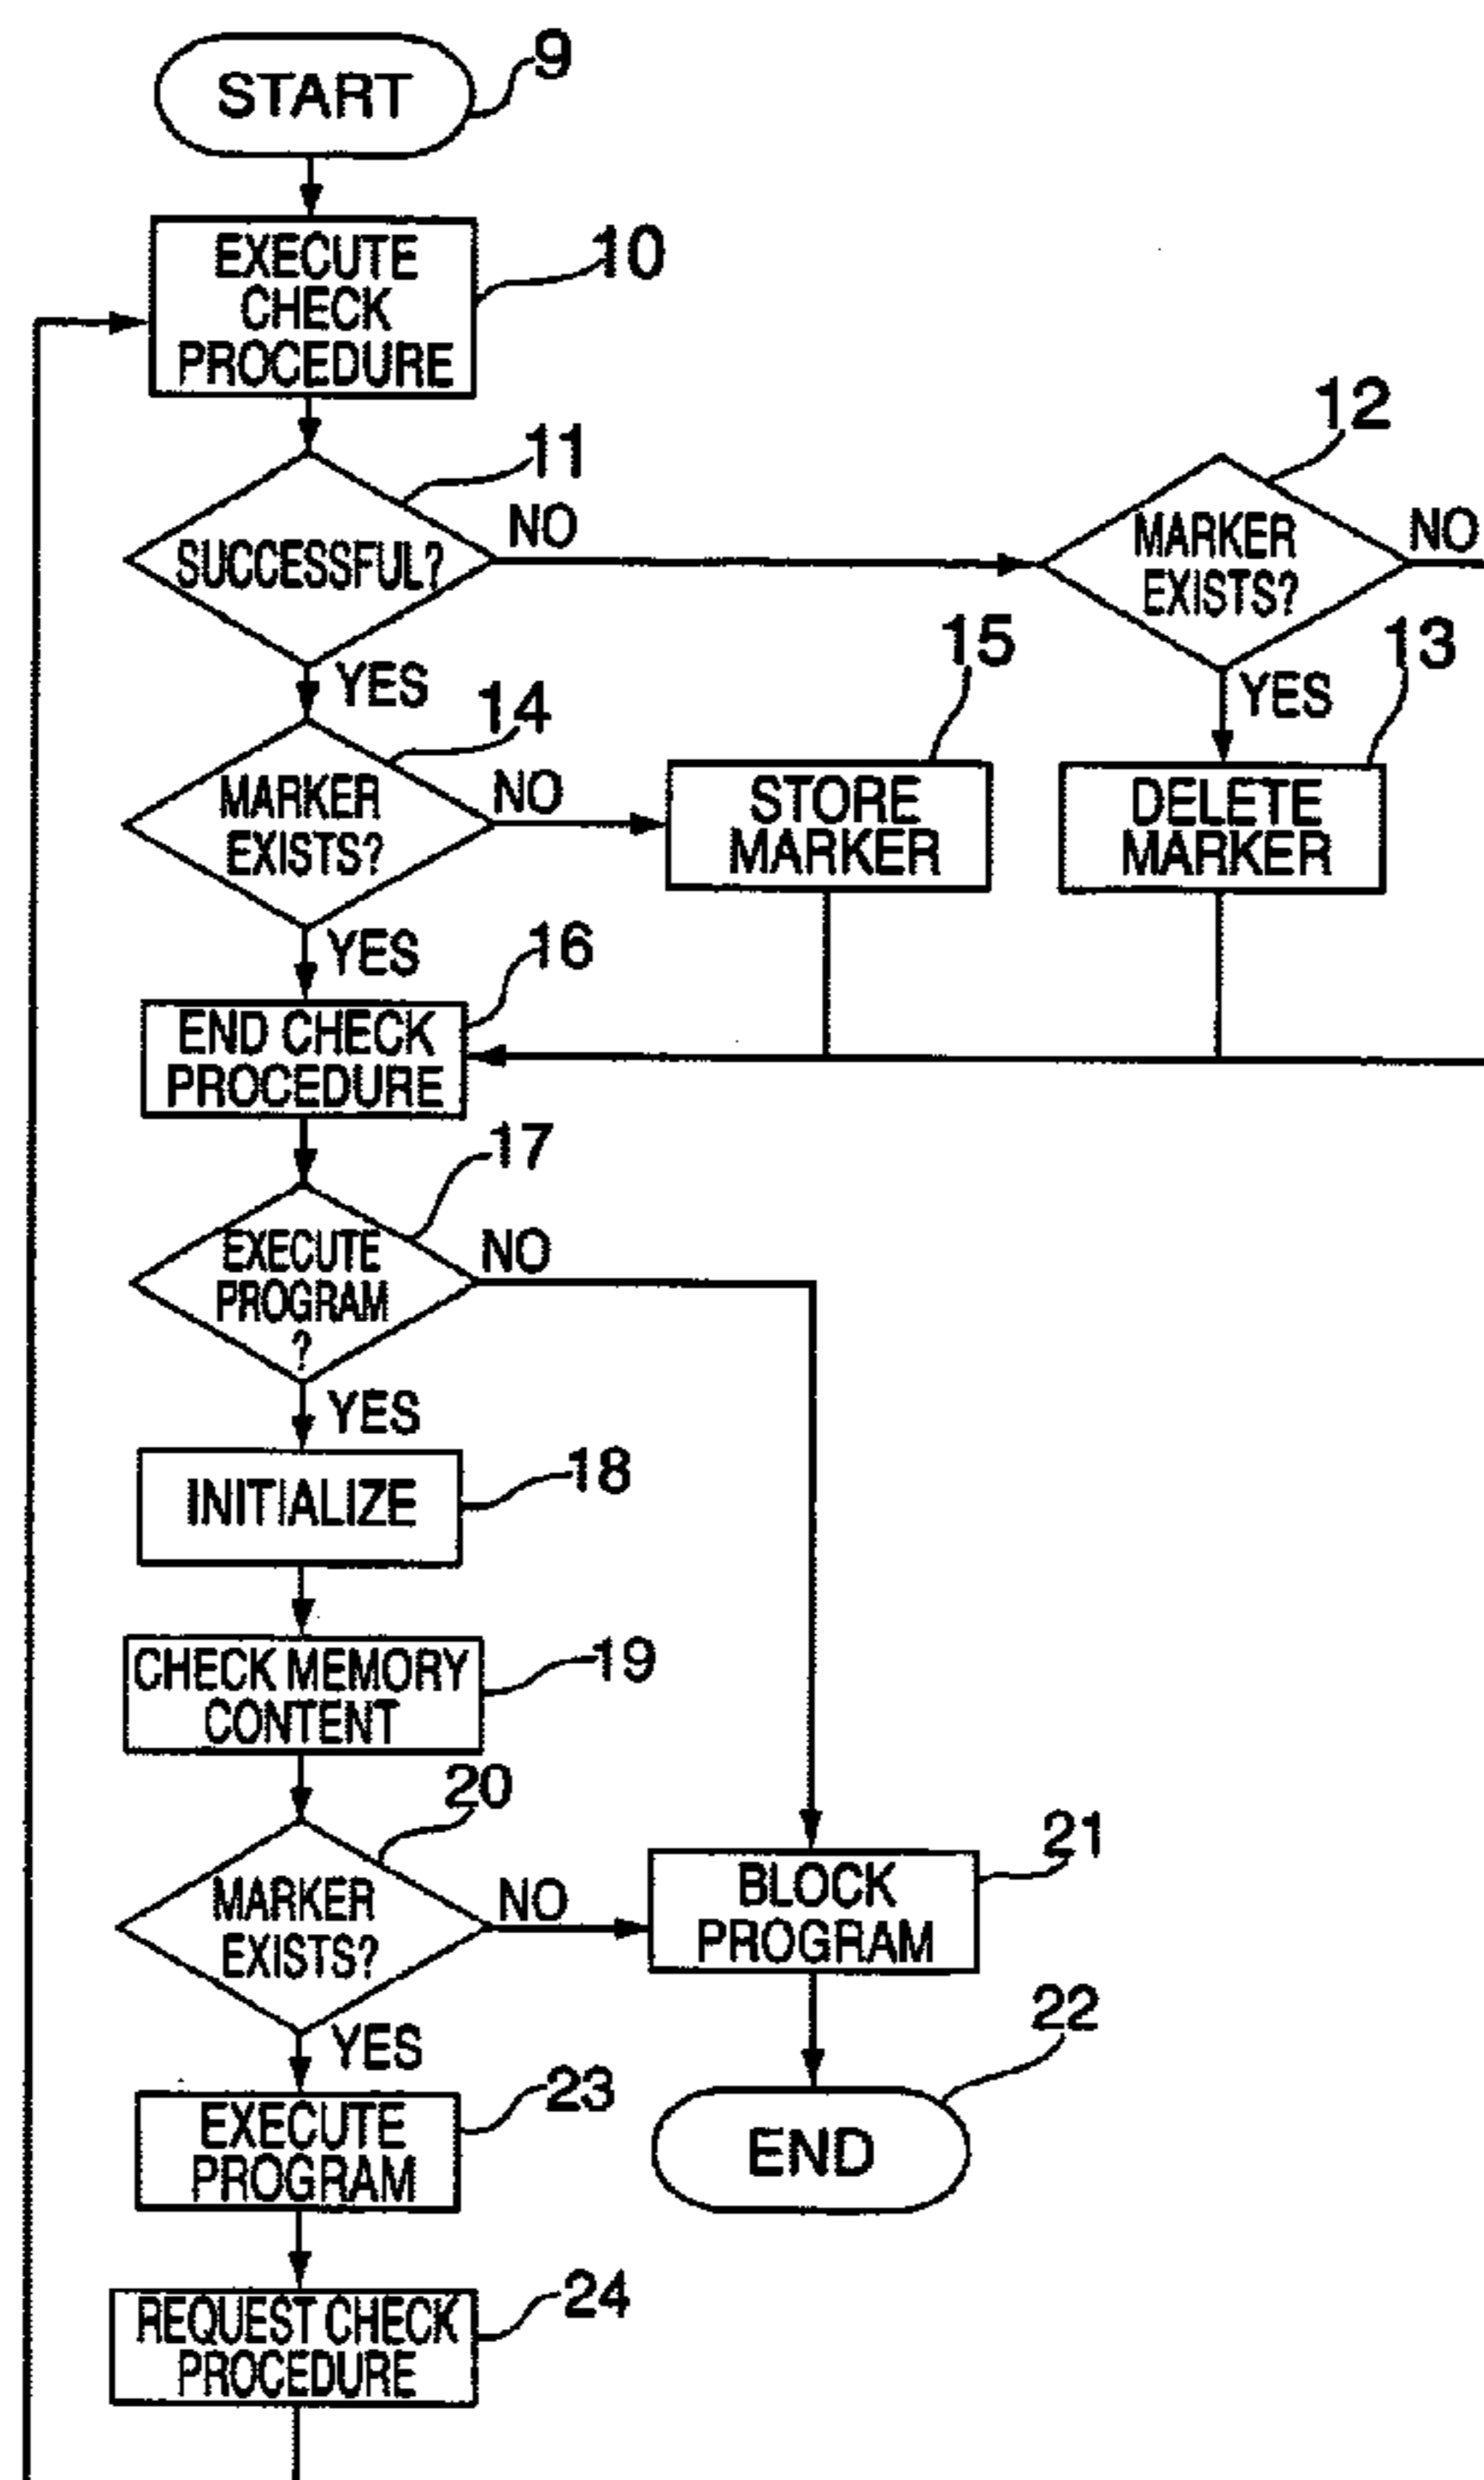 START
9
EXECUTE
CHECK
PROCEDURE
10
SUCCESSFUL?
11
NO
MARKER
EXISTS?
12
NO
YES
YES
MARKER
EXISTS?
14
NO
STORE
MARKER
15
DELETE
MARKER
13
YES
END CHECK
PROCEDURE
16
EXECUTE
PROGRAM
?
17
NO
YES
INITIALIZE
18
CHECK MEMORY
CONTENT
19
MARKER
EXISTS?
20
NO
BLOCK
PROGRAM
21
YES
END
22
EXECUTE
PROGRAM
23
REQUEST CHECK
PROCEDURE
24